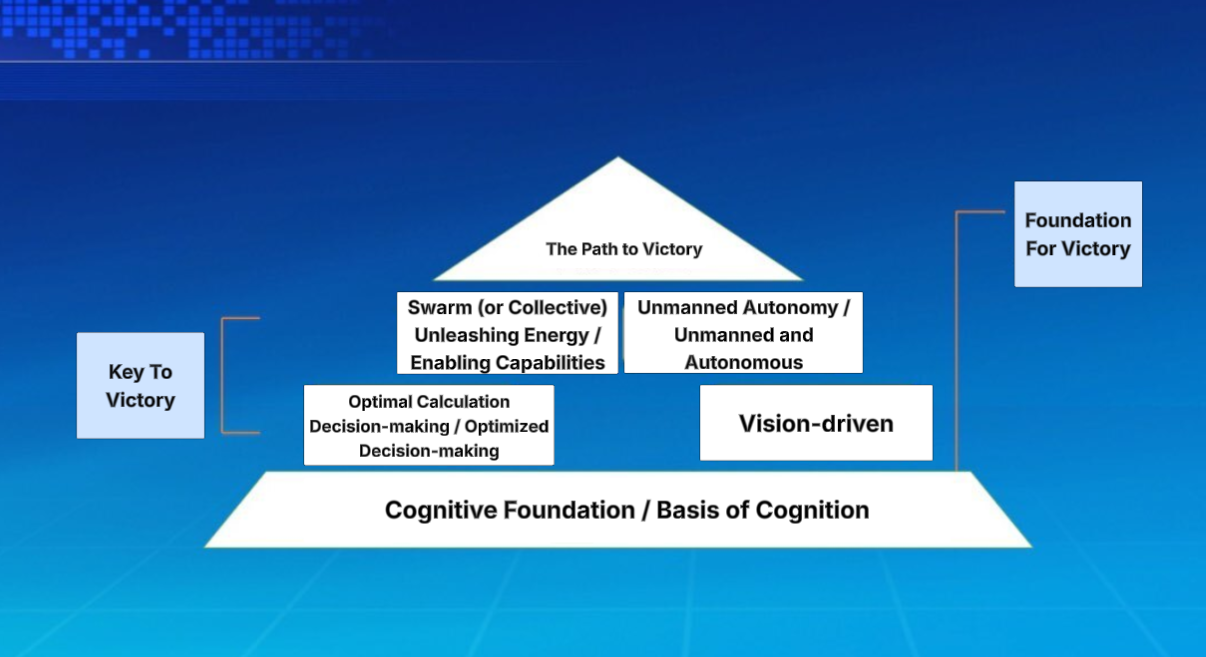 The Path to Victory
Foundation
For Victory
Swarm (or Collective)
Unleashing Energy /
Enabling Capabilities
Unmanned Autonomy /
Unmanned and
Autonomous
Key To
Victory
Optimal Calculation
Decision-making / Optimized
Decision-making
Vision-driven
Cognitive Foundation / Basis of Cognition